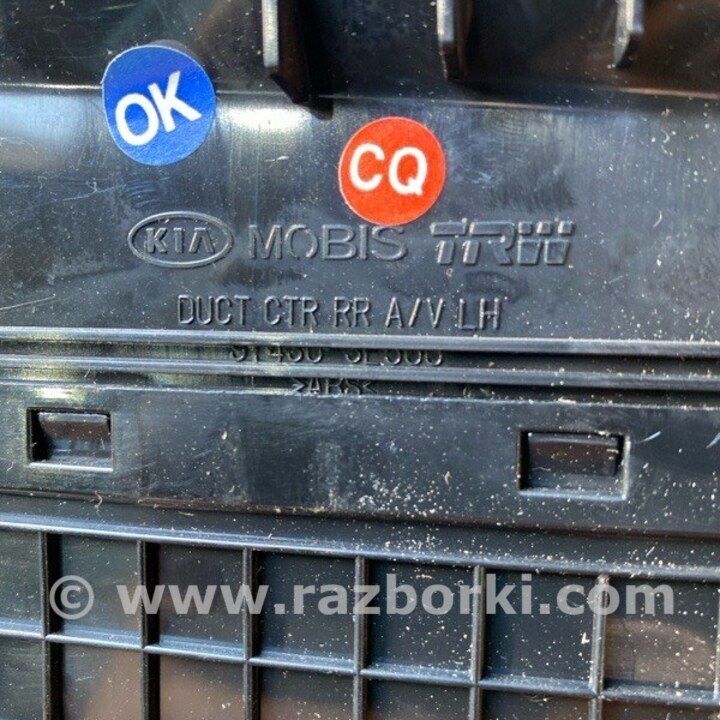 OK
CQ
KIA MOBIS TRW
DUCT CTR RR A/V LH
>ABS<
© www.razborki.com